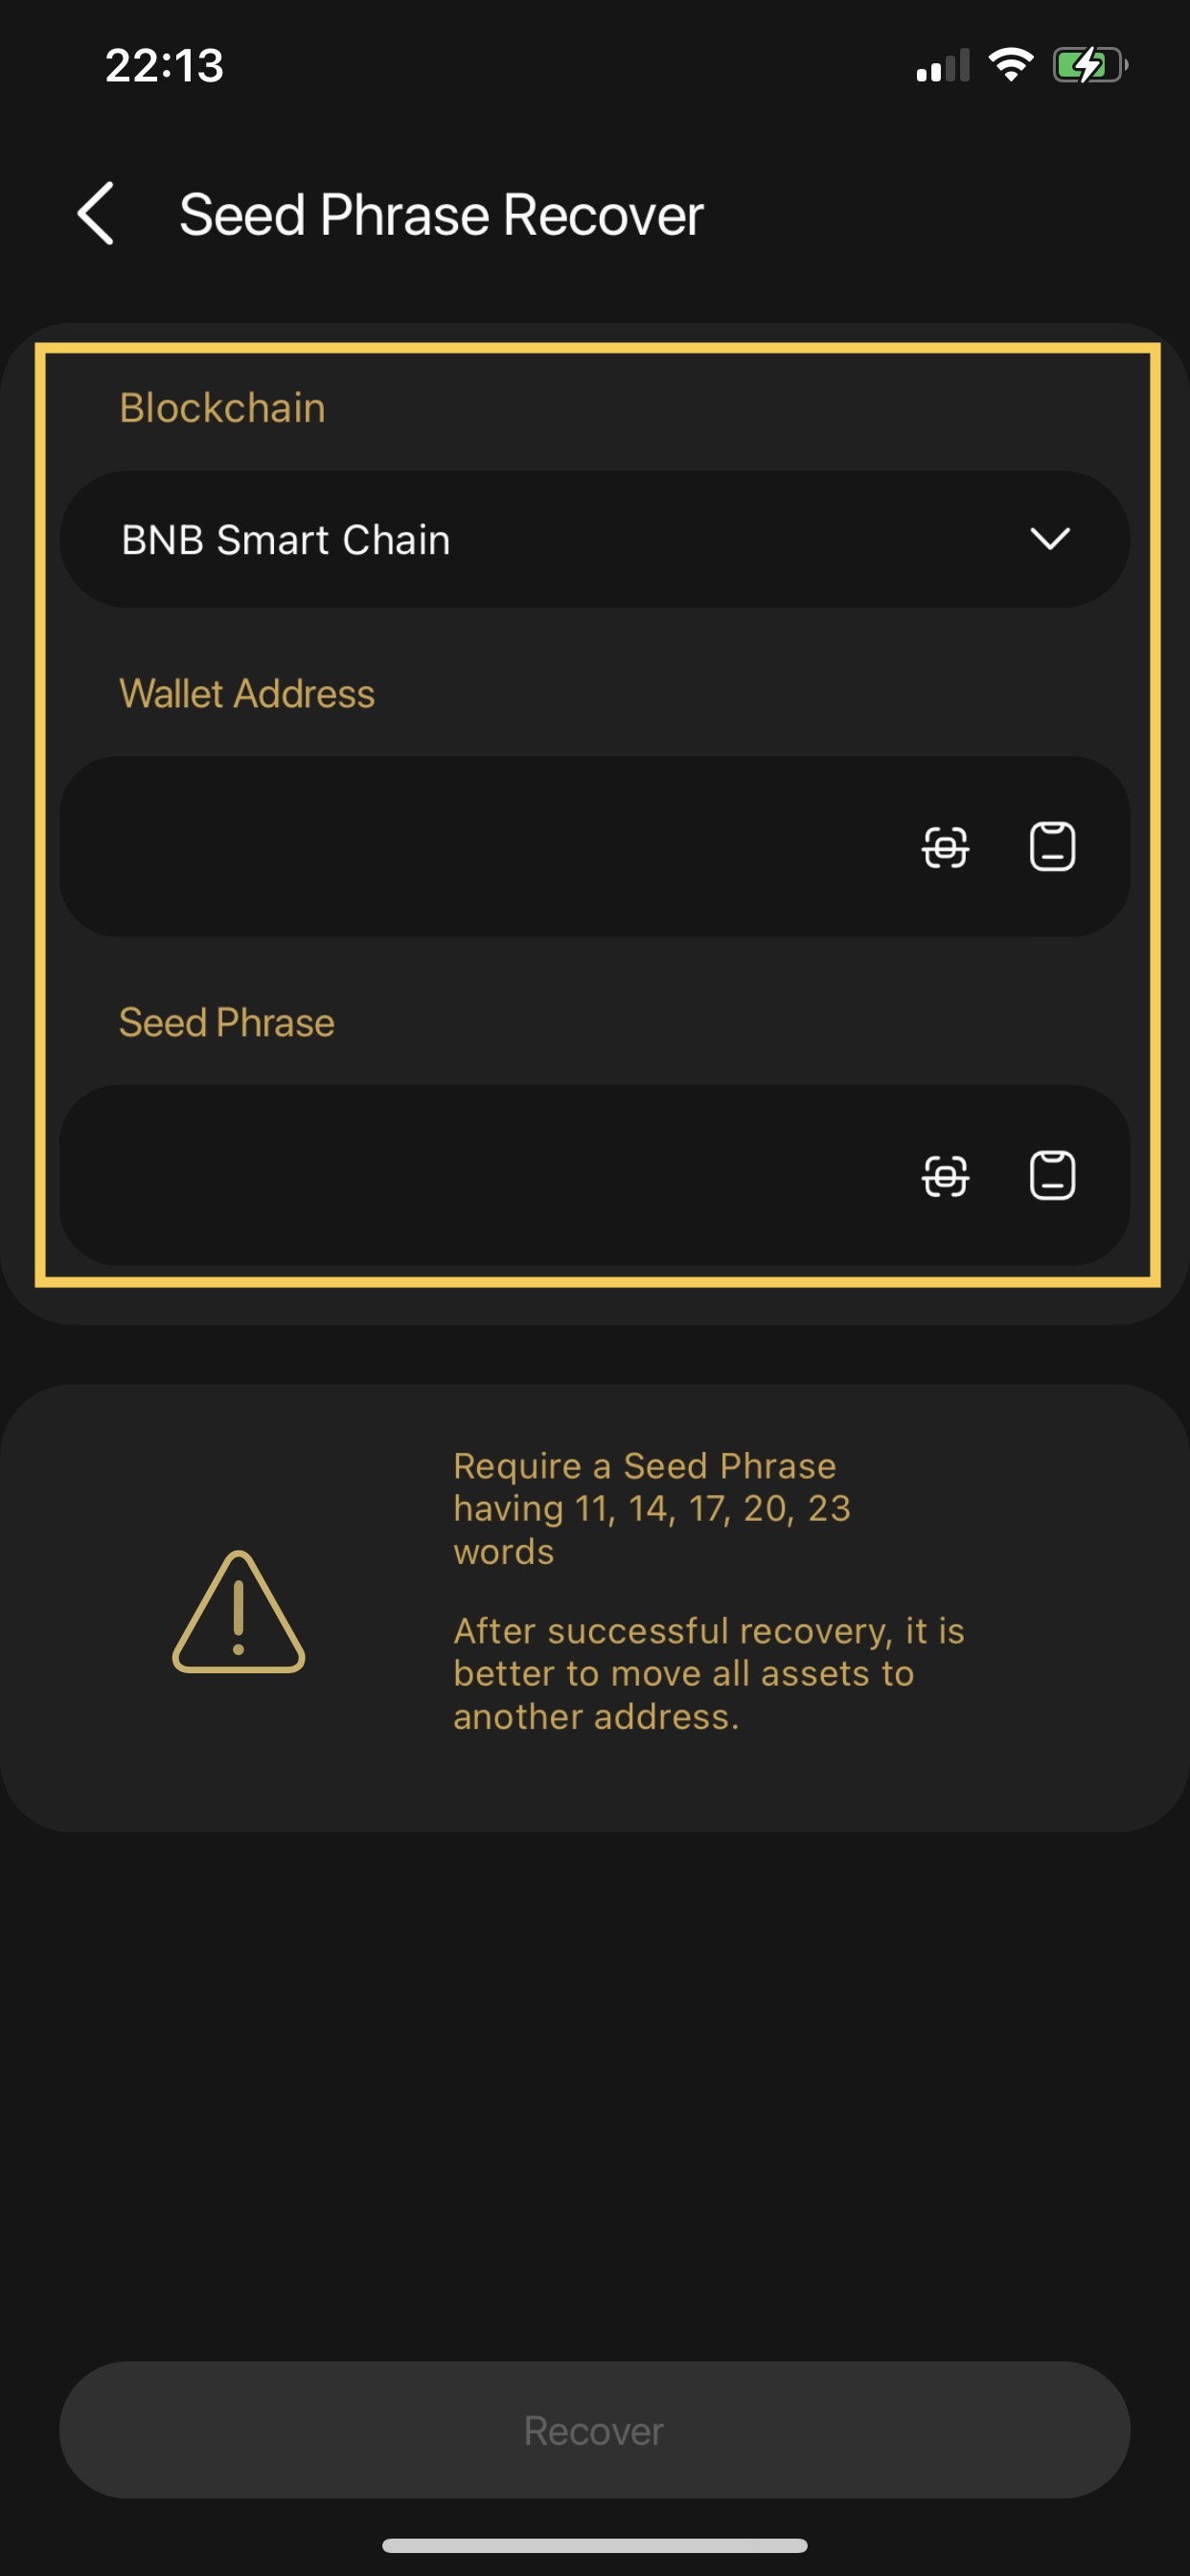 22:13
Seed Phrase Recover
Blockchain
BNB Smart Chain
Wallet Address
Seed Phrase
Require a Seed Phrase
having 11, 14, 17, 20, 23
words
After successful recovery, it is
better to move all assets to
another address.
Recover